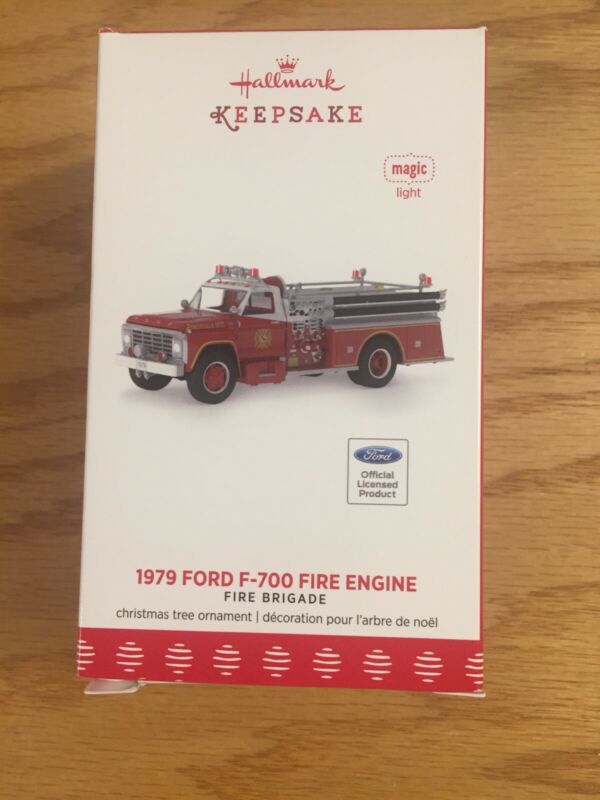 Hallmark
KEEPSAKE
magic
light
Ford
Official
Licensed
Product
1979 FORD F-700 FIRE ENGINE
FIRE BRIGADE
christmas tree ornament | décoration pour l'arbre de noël